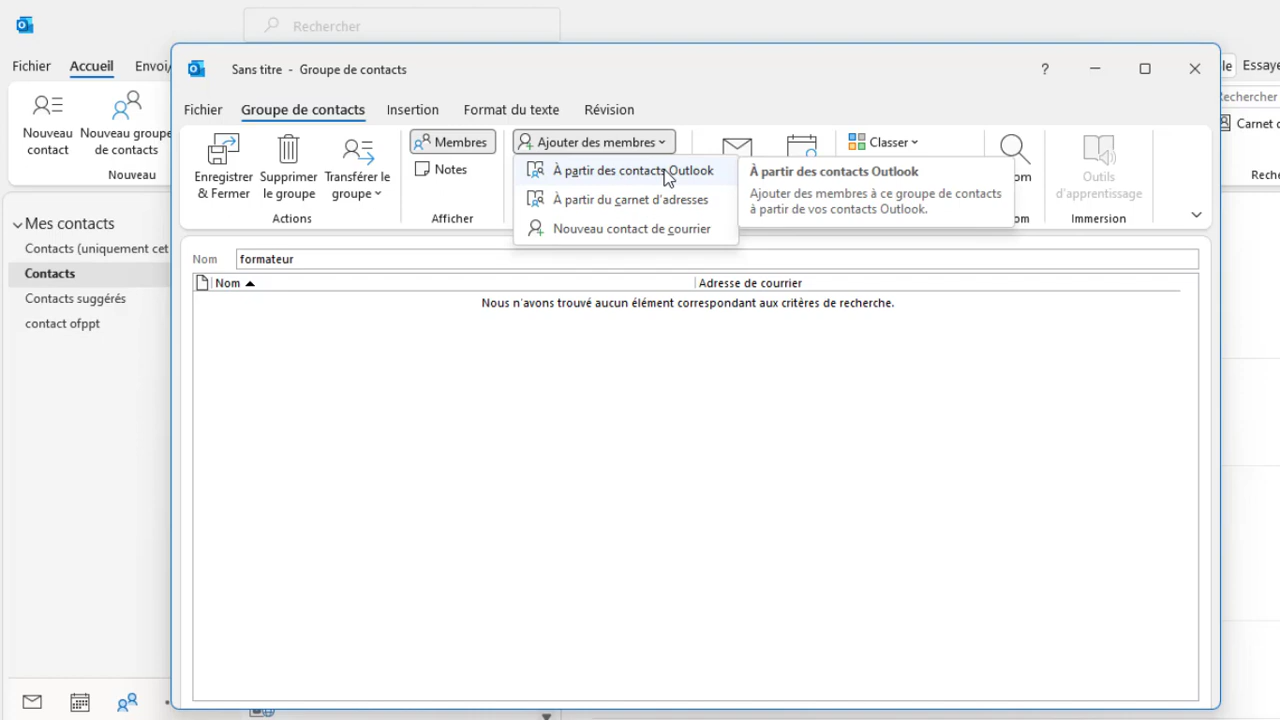 Rechercher
Fichier
Accueil
Envoi/
Nouveau contact
Nouveau groupe de contacts
Nouveau
Mes contacts
Contacts (uniquement cet
Contacts
Contacts suggérés
contact ofppt
Sans titre - Groupe de contacts
?
Fichier
Groupe de contacts
Insertion
Format du texte
Révision
Enregistrer & Fermer
Supprimer le groupe
Transférer le groupe
Actions
Membres
Notes
Afficher
Ajouter des membres
À partir des contacts Outlook
À partir du carnet d'adresses
Nouveau contact de courrier
À partir des contacts Outlook
Ajouter des membres à ce groupe de contacts
à partir de vos contacts Outlook.
Classer
om
om
Outils d'apprentissage
Immersion
Nom
formateur
Nom
Adresse de courrier
Nous n'avons trouvé aucun élément correspondant aux critères de recherche.
le
Essaye
Rechercher
Carnet d
Reche